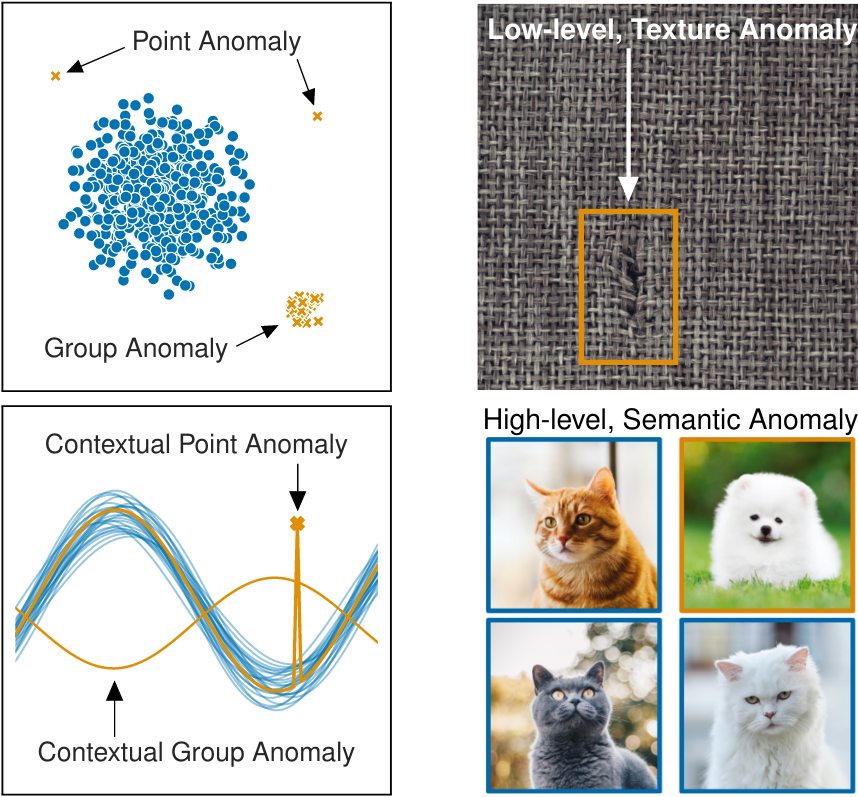 Point Anomaly
Group Anomaly
Low-level, Texture Anomaly
Contextual Point Anomaly
Contextual Group Anomaly
High-level, Semantic Anomaly